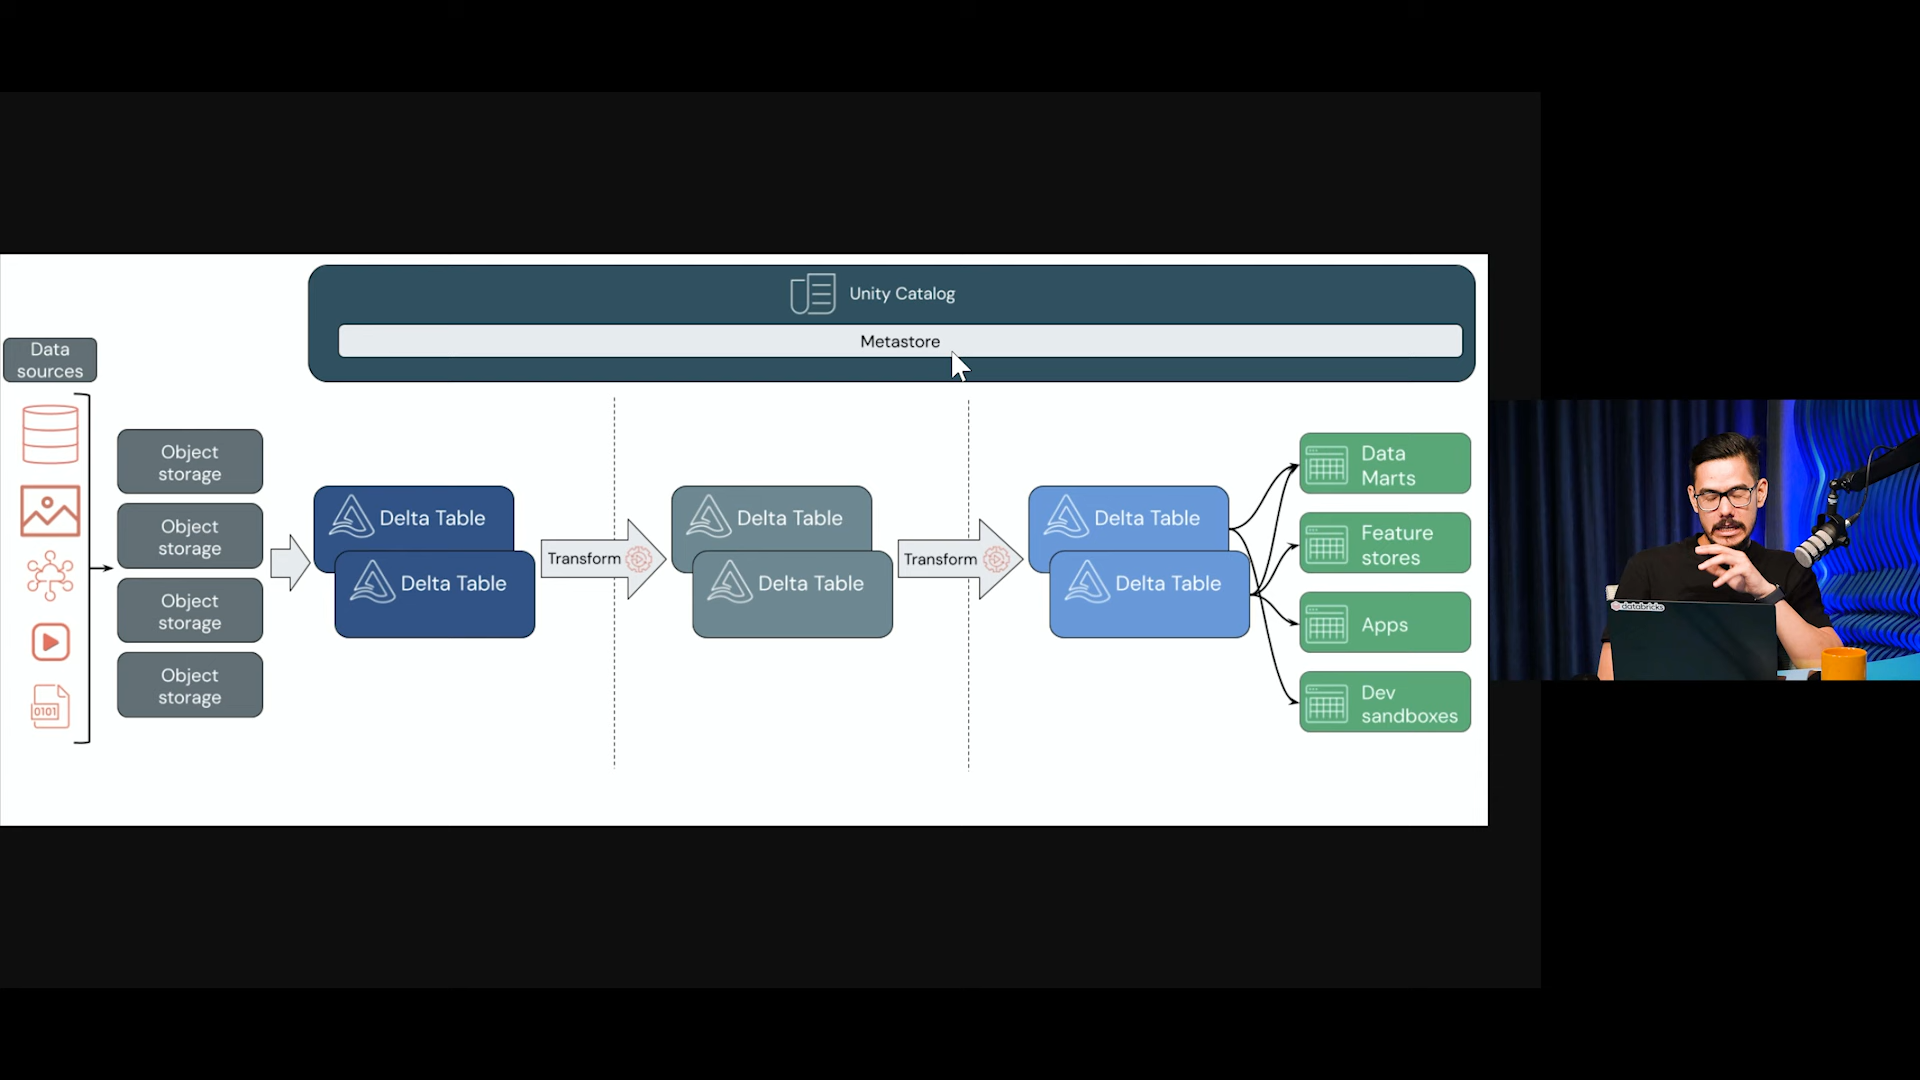 Unity Catalog
Metastore
Data
sources
Object
storage
Object
storage
Object
storage
Object
storage
0101
Delta Table
Delta Table
Transform
Delta Table
Delta Table
Transform
Delta Table
Delta Table
Data
Marts
Feature
stores
Apps
Dev
sandboxes
databricks